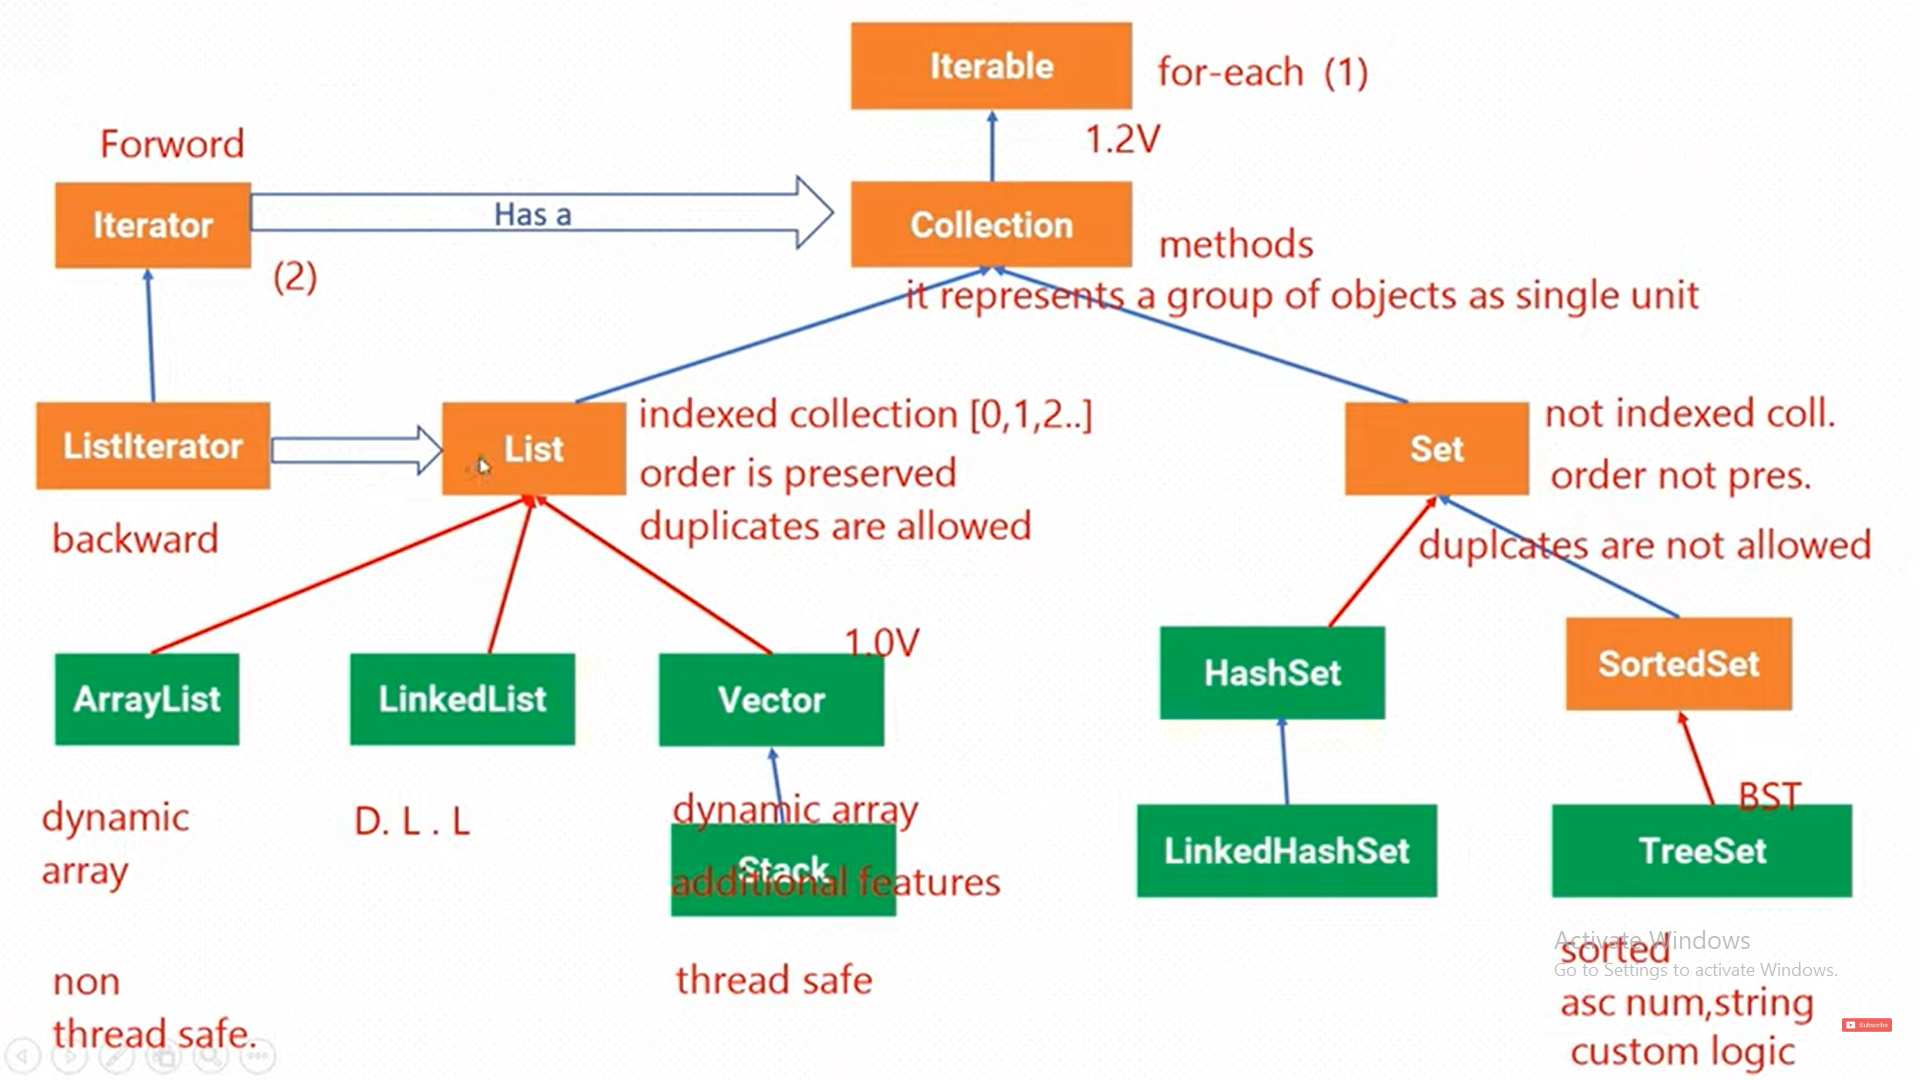 Iterable
for-each (1)
1.2V
Forword
Iterator
Has a
Collection
(2)
methods
it represents a group of objects as single unit
ListIterator
List
indexed collection [0,1,2..]
order is preserved
duplicates are allowed
Set
not indexed coll.
order not pres.
duplcates are not allowed
backward
1.0V
ArrayList
LinkedList
Vector
HashSet
SortedSet
dynamic
array
D. L . L
dynamic array
Stack
additional features
LinkedHashSet
BST
TreeSet
non
thread safe.
thread safe
Activate Windows
Go to Settings to activate Windows.
sorted
asc num,string
custom logic
Subscribe